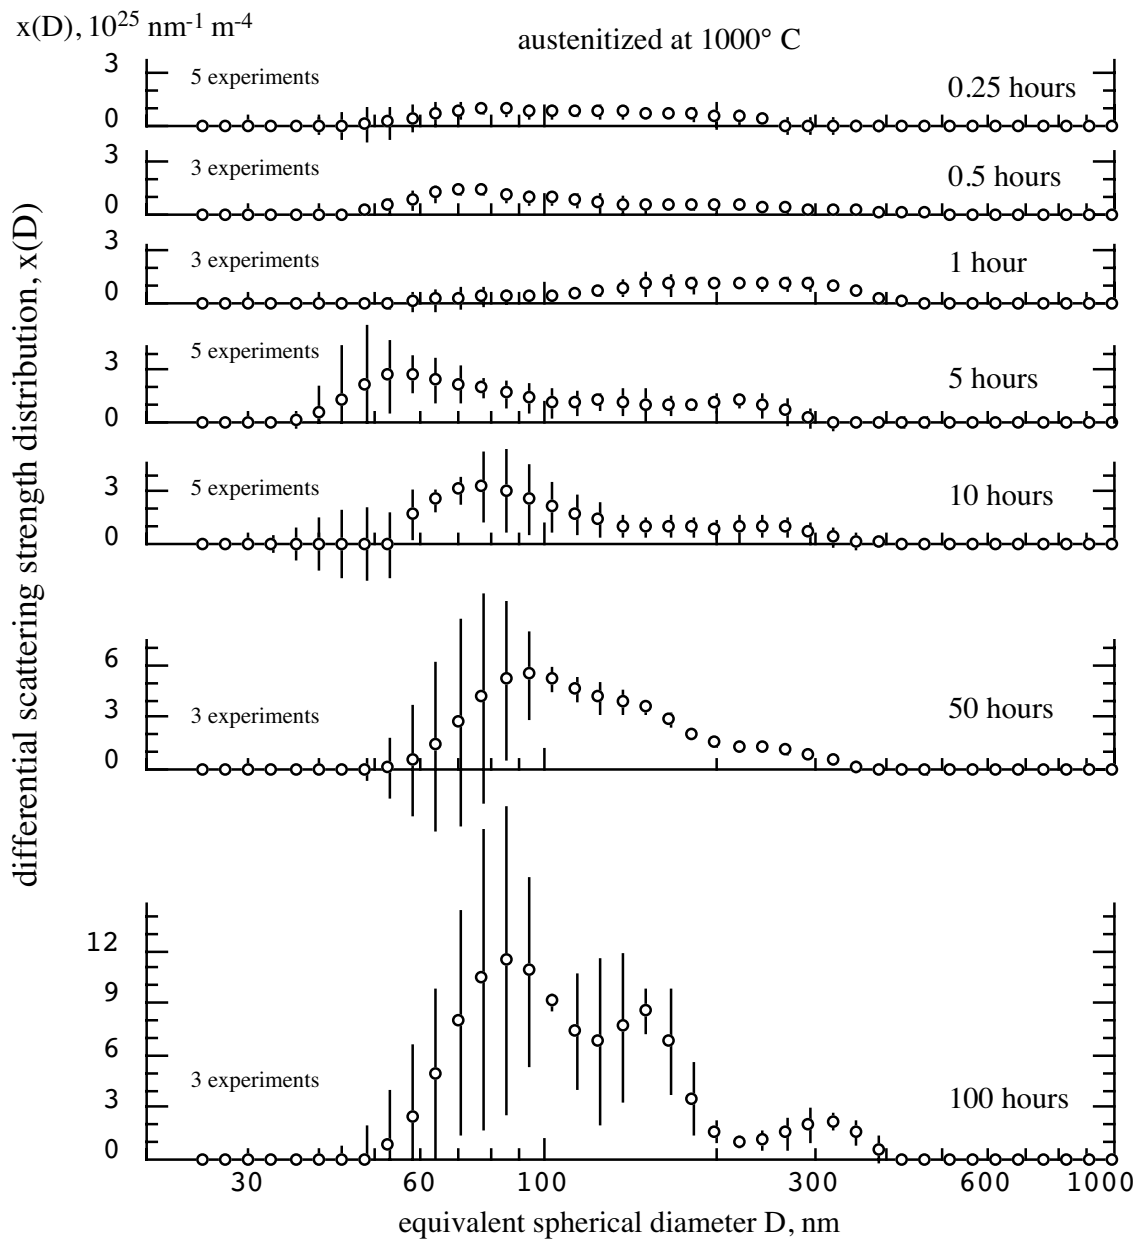 x(D), 10²⁵ nm⁻¹ m⁻⁴
austenitized at 1000° C
differential scattering strength distribution, x(D)
3
5 experiments
0.25 hours
0
3
3 experiments
0.5 hours
0
3
3 experiments
1 hour
0
5 experiments
3
5 hours
0
3
5 experiments
10 hours
0
6
3
3 experiments
50 hours
0
12
9
6
3 experiments
3
100 hours
0
30 60 100 300 600 1000
equivalent spherical diameter D, nm